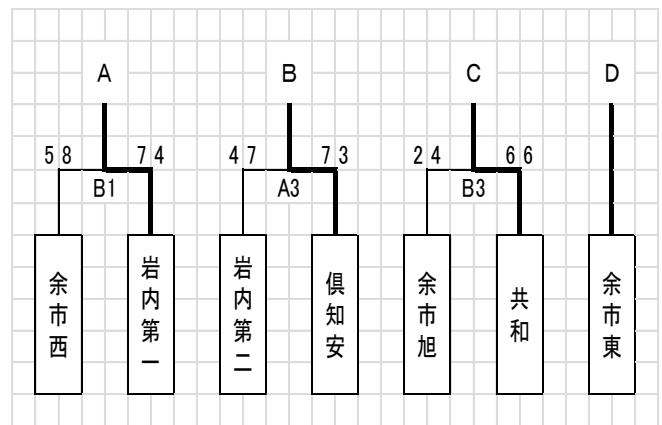 A B C D
58 74 47 73 24 66
B1 A3 B3
余市西
岩内第一
岩内第二
倶知安
余市旭
共和
余市東